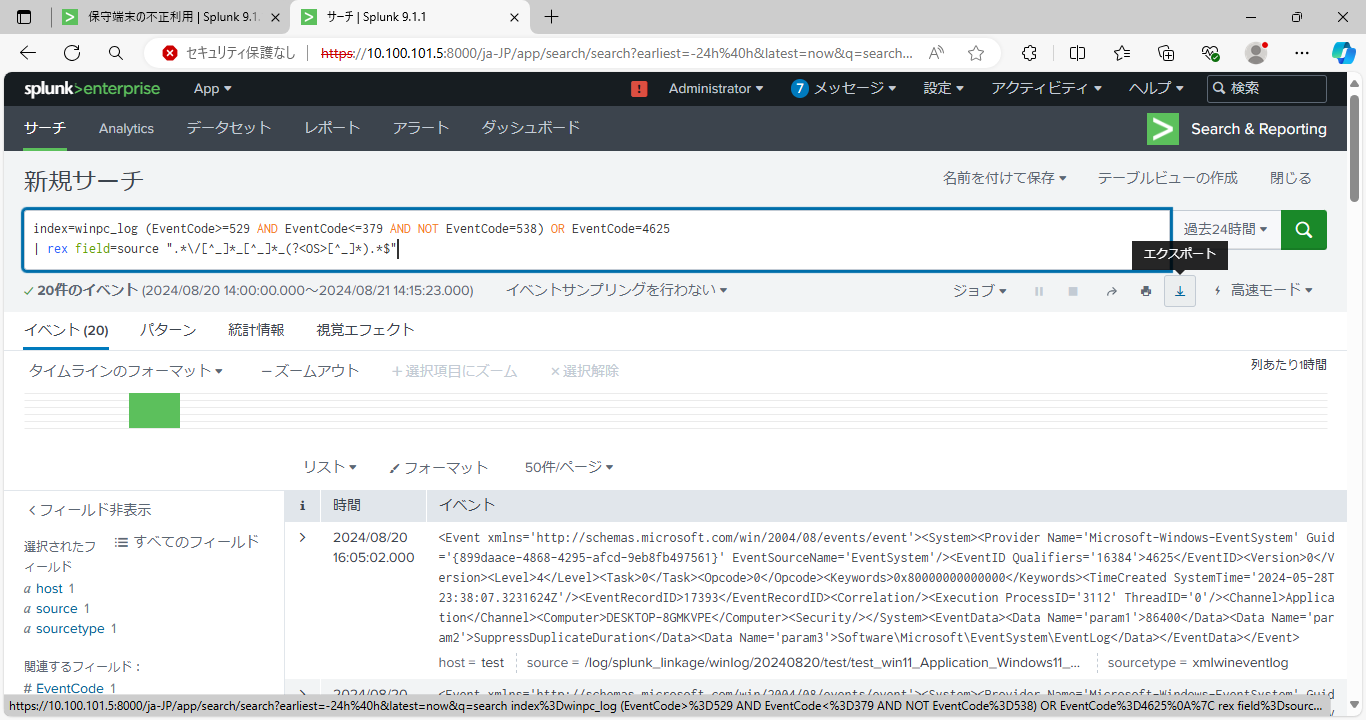 保守端末の不正利用 | Splunk 9.1.
サーチ | Splunk 9.1.1
セキュリティ保護なし
https://10.100.101.5:8000/ja-JP/app/search/search?earliest=-24h%40h&latest=now&q=search...
splunk>enterprise App
Administrator 7 メッセージ 設定 アクティビティ ヘルプ 検索
サーチ Analytics データセット レポート アラート ダッシュボード
Search & Reporting
新規サーチ
名前を付けて保存 テーブルビューの作成 閉じる
index=winpc_log (EventCode>=529 AND EventCode<=379 AND NOT EventCode=538) OR EventCode=4625
| rex field=source ".*\/[^_]*_[^_]*_(?<OS>[^_]*).*$"
過去24時間
エクスポート
20件のイベント (2024/08/20 14:00:00.000～2024/08/21 14:15:23.000) イベントサンプリングを行わない
ジョブ 高速モード
イベント (20) パターン 統計情報 視覚エフェクト
タイムラインのフォーマット −ズームアウト +選択項目にズーム ×選択解除
列あたり1時間
リスト フォーマット 50件/ページ
< フィールド非表示
i 時間 イベント
選択されたフ
ィールド
すべてのフィールド
a host 1
a source 1
a sourcetype 1
関連するフィールド：
# EventCode 1
2024/08/20
16:05:02.000
<Event xmlns='http://schemas.microsoft.com/win/2004/08/events/event'><System><Provider Name='Microsoft-Windows-EventSystem' Guid
='{899daace-4868-4295-afcd-9eb8fb497561}' EventSourceName='EventSystem'/><EventID Qualifiers='16384'>4625</EventID><Version>0</V
ersion><Level>4</Level><Task>0</Task><Opcode>0</Opcode><Keywords>0x80000000000000</Keywords><TimeCreated SystemTime='2024-05-28T
23:38:07.3231624Z'/><EventRecordID>17393</EventRecordID><Correlation/><Execution ProcessID='3112' ThreadID='0'/><Channel>Applica
tion</Channel><Computer>DESKTOP-8GMKVPE</Computer><Security/></System><EventData><Data Name='param1'>86400</Data><Data Name='par
am2'>SuppressDuplicateDuration</Data><Data Name='param3'>Software\Microsoft\EventSystem\EventLog</Data></EventData></Event>
host = test source = /log/splunk_linkage/winlog/20240820/test/test_win11_Application_Windows11_... sourcetype = xmlwineventlog
2024/08/20
<Event xmlns='http://schemas.microsoft.com/win/2004/08/events/event'><System><Provider Name='Microsoft-Windows-EventSystem' Guid
https://10.100.101.5:8000/ja-JP/app/search/search?earliest=-24h%40h&latest=now&q=search index%3Dwinpc_log (EventCode>%3D529 AND EventCode<%3D379 AND NOT EventCode%3D538) OR EventCode%3D4625%0A%7C rex field%3Dsourc...